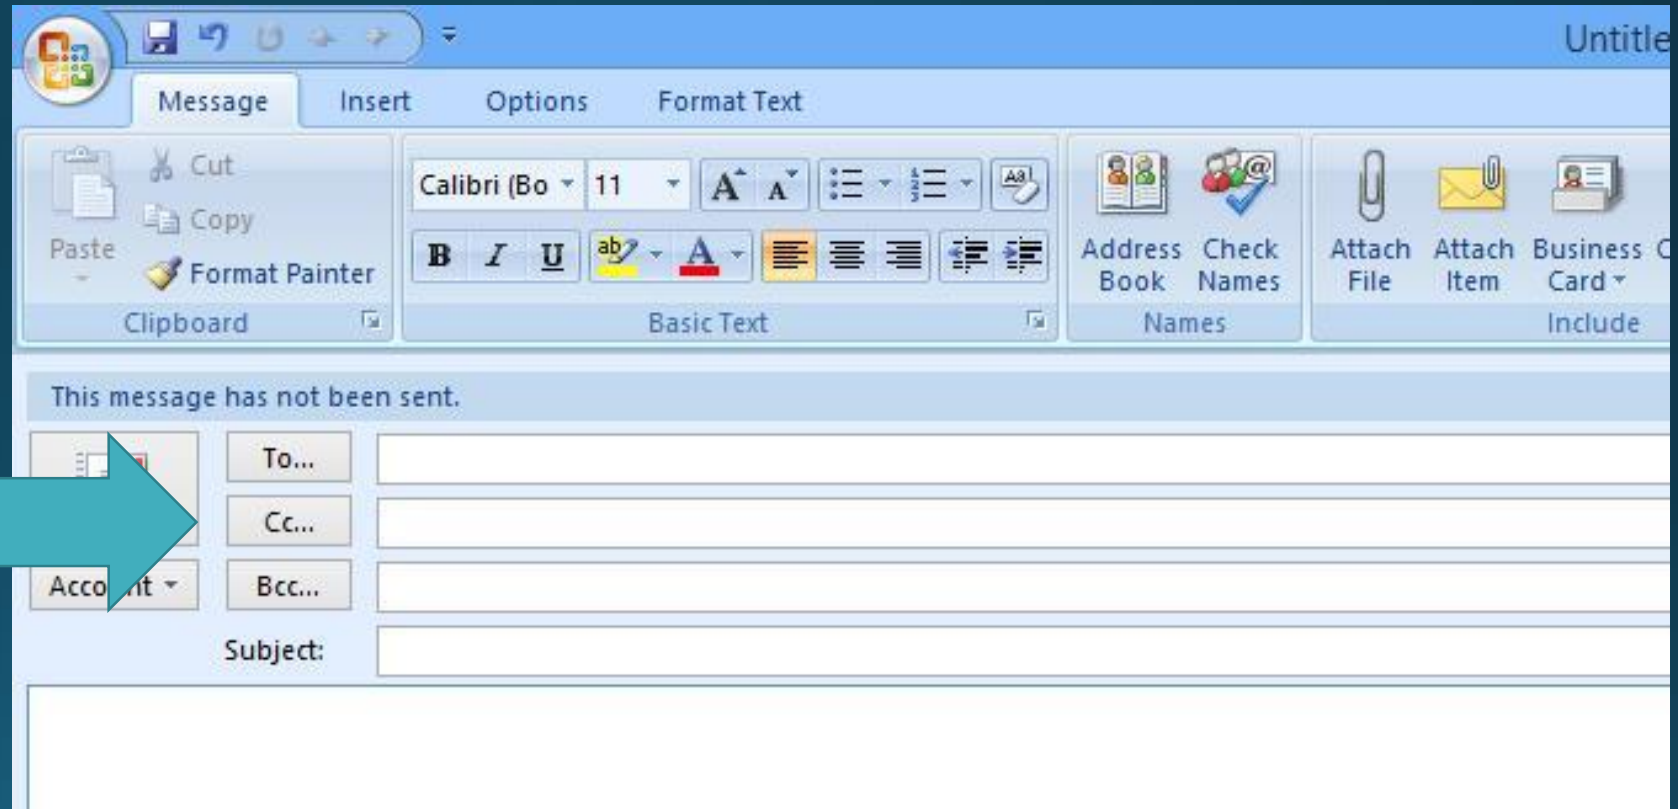 Untitle
Message Insert Options Format Text
Cut
Copy
Paste
Format Painter
Clipboard
Calibri (Bo 11
B I U
Basic Text
Address Book
Check Names
Names
Attach File
Attach Item
Business Card
Include
This message has not been sent.
To...
Cc...
Account
Bcc...
Subject: